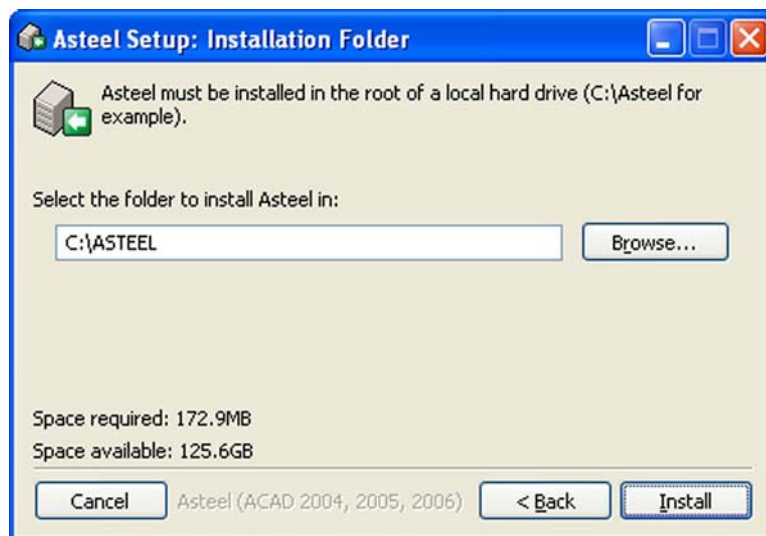 Asteel Setup: Installation Folder
Asteel must be installed in the root of a local hard drive (C:\Asteel for
example).
Select the folder to install Asteel in:
C:\ASTEEL
Browse...
Space required: 172.9MB
Space available: 125.6GB
Cancel
Asteel (ACAD 2004, 2005, 2006)
< Back
Install